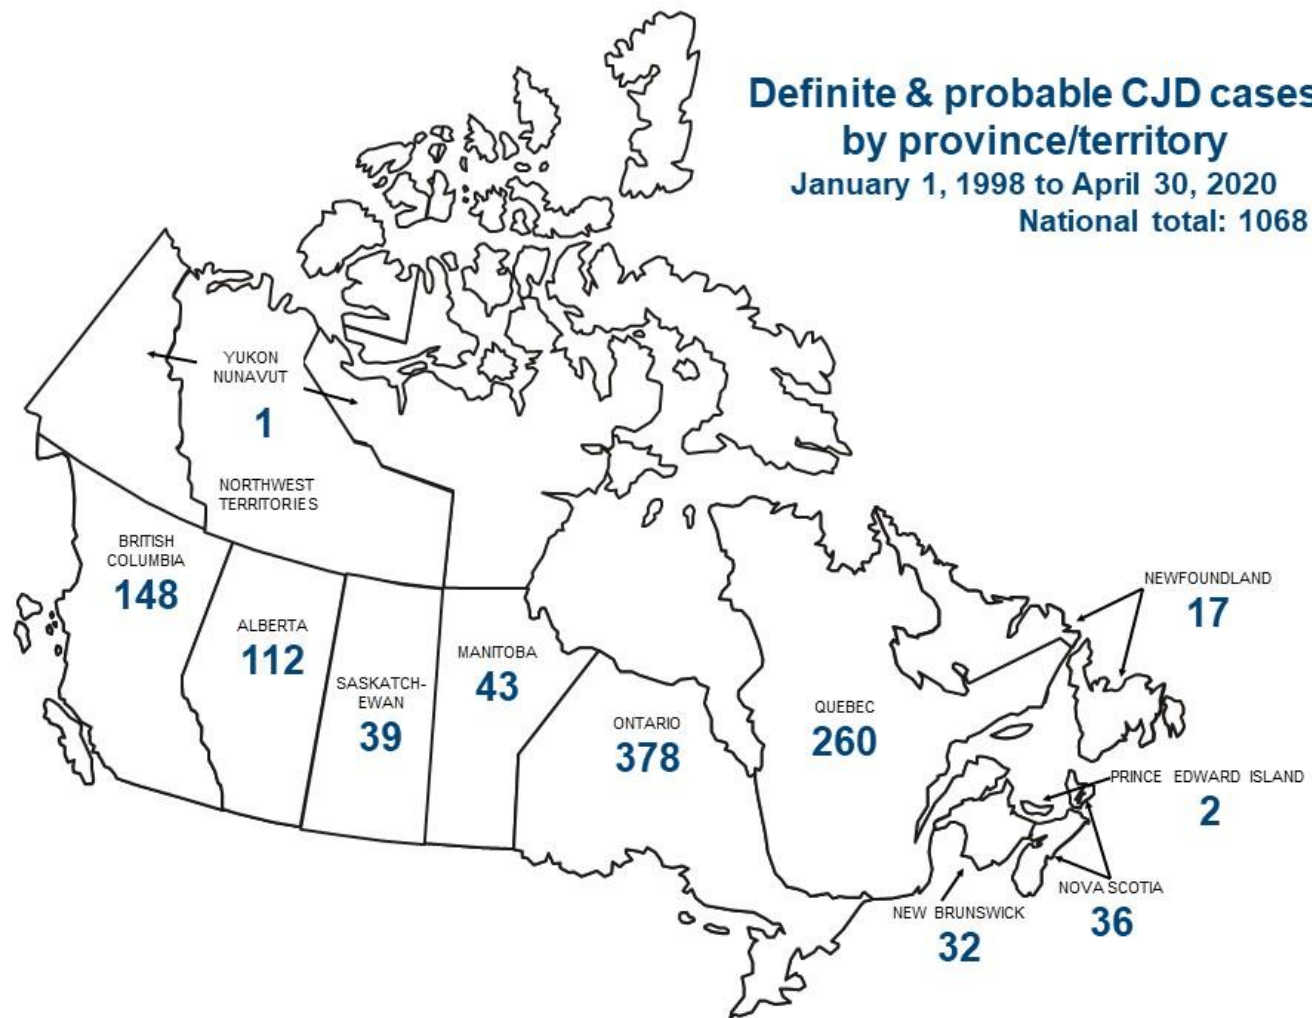 Definite & probable CJD cases
by province/territory
January 1, 1998 to April 30, 2020
National total: 1068
YUKON
NUNAVUT
1
NORTHWEST
TERRITORIES
BRITISH
COLUMBIA
148
ALBERTA
112
SASKATCH-
EWAN
39
MANITOBA
43
ONTARIO
378
QUEBEC
260
NEWFOUNDLAND
17
PRINCE EDWARD ISLAND
2
NOVA SCOTIA
36
NEW BRUNSWICK
32